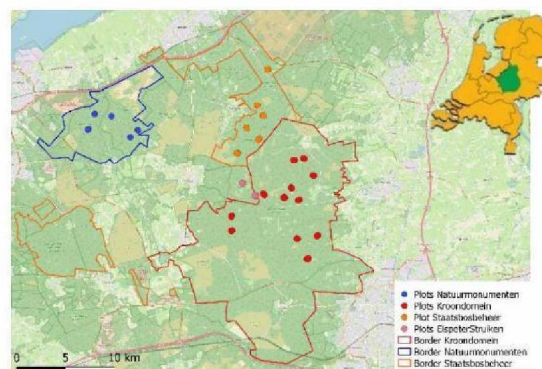 Plots Natuurmonumenten
Plots Kroondomein
Plot Staatsbosbeheer
Plots ElspeterStruiken
Border Kroondomein
Border Natuurmonumenten
Border Staatsbosbeheer
0 5 10 km